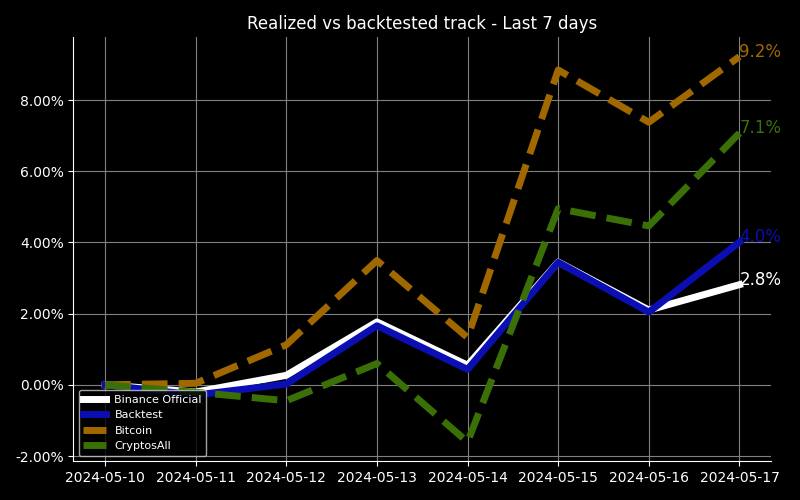 Realized vs backtested track - Last 7 days
9.2%
8.00%
7.1%
6.00%
4.00%
4.0%
2.8%
2.00%
0.00%
Binance Official
Backtest
Bitcoin
CryptosAll
-2.00%
2024-05-10 2024-05-11 2024-05-12 2024-05-13 2024-05-14 2024-05-15 2024-05-16 2024-05-17